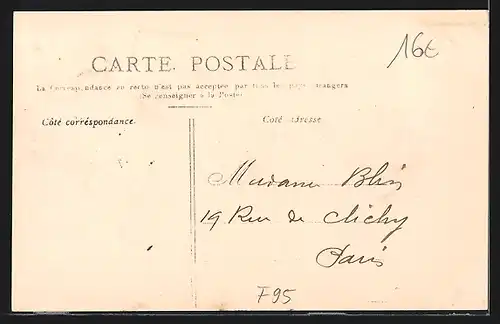 16€
CARTE POSTALE
La Correspondance au recto n'est pas acceptée par tous les pays étrangers
(Se renseigner à la Poste)
Côté correspondance.
Côté adresse.
Madame Blin
19 Rue de Clichy
Paris
F95